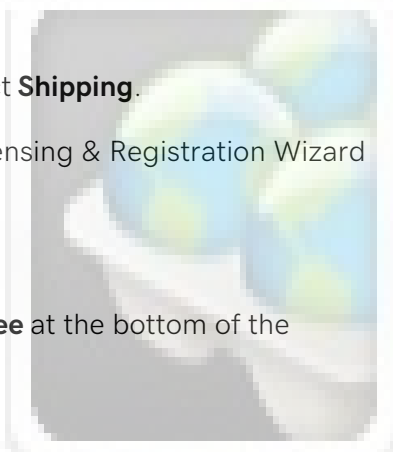 t Shipping.
ensing & Registration Wizard
ee at the bottom of the